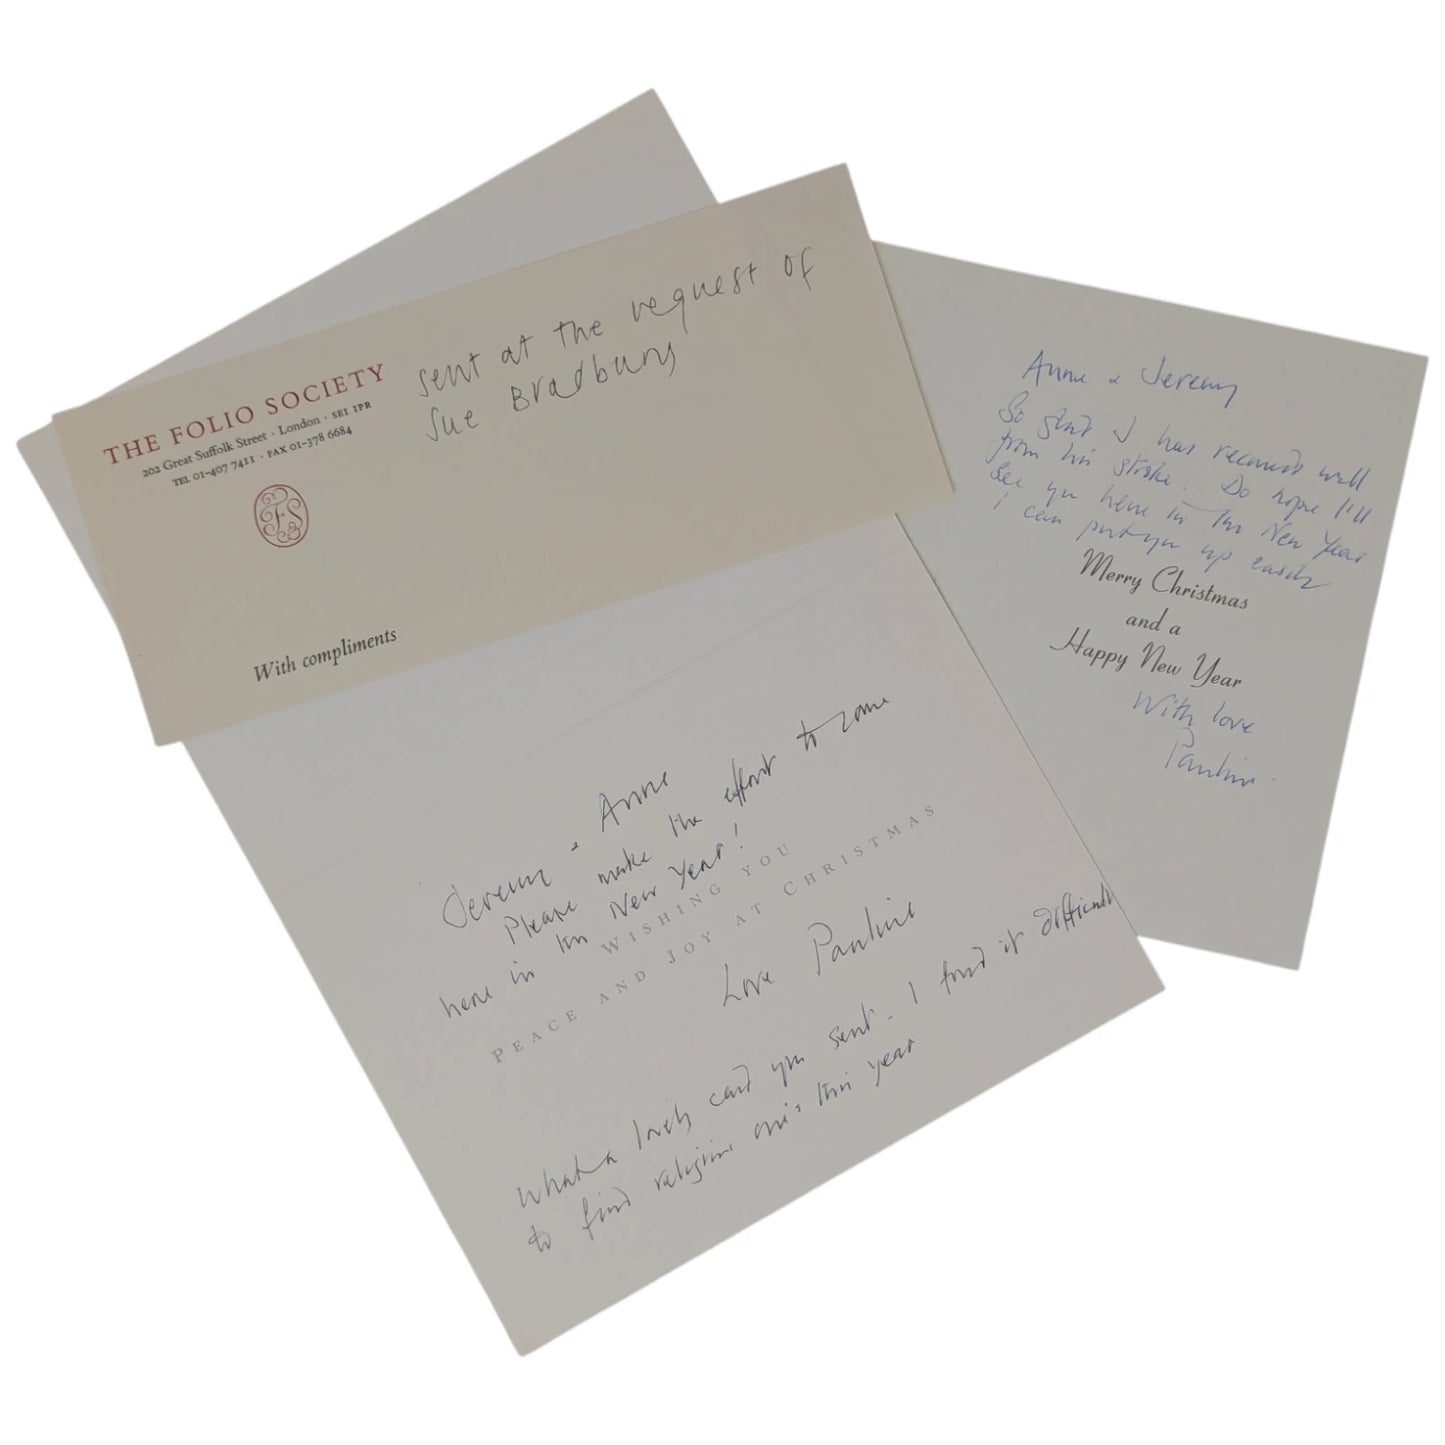 THE FOLIO SOCIETY
202 Great Suffolk Street · London · SE1 1PR
TEL 01-407 7411 · FAX 01-378 6684
FS
With compliments
sent at the request of
Sue Bradbury
Anne & Jeremy
So glad J has recovered well
from his stroke. Do hope I'll
see you here in the New Year
I can put you up easily
Merry Christmas
and a
Happy New Year
With love
Pauline
Jeremy & Anne
Please make the effort to come
here in the New Year!
WISHING YOU
PEACE AND JOY AT CHRISTMAS
Love Pauline
What a lovely card you sent - I find it difficult
to find religious ones this year